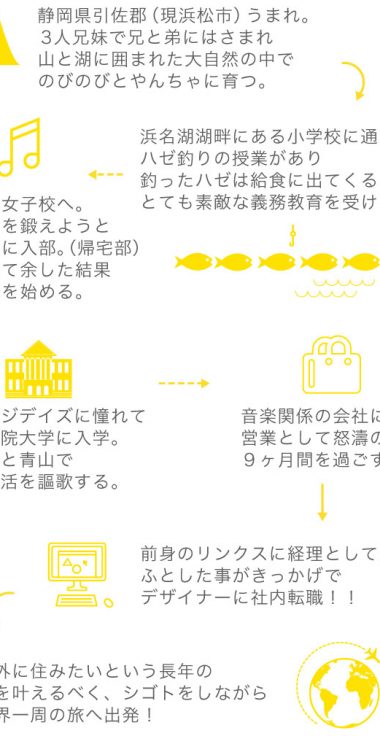 静岡県引佐郡（現浜松市）うまれ。
３人兄妹で兄と弟にはさまれ
山と湖に囲まれた大自然の中で
のびのびとやんちゃに育つ。
浜名湖湖畔にある小学校に通
ハゼ釣りの授業があり
釣ったハゼは給食に出てくる
とても素敵な義務教育を受け
女子校へ。
を鍛えようと
に入部。（帰宅部）
て余した結果
を始める。
ジデイズに憧れて
院大学に入学。
と青山で
活を謳歌する。
音楽関係の会社に
営業として怒濤の
９ヶ月間を過ごす
前身のリンクスに経理として
ふとした事がきっかけで
デザイナーに社内転職！！
外に住みたいという長年の
を叶えるべく、シゴトをしながら
界一周の旅へ出発！